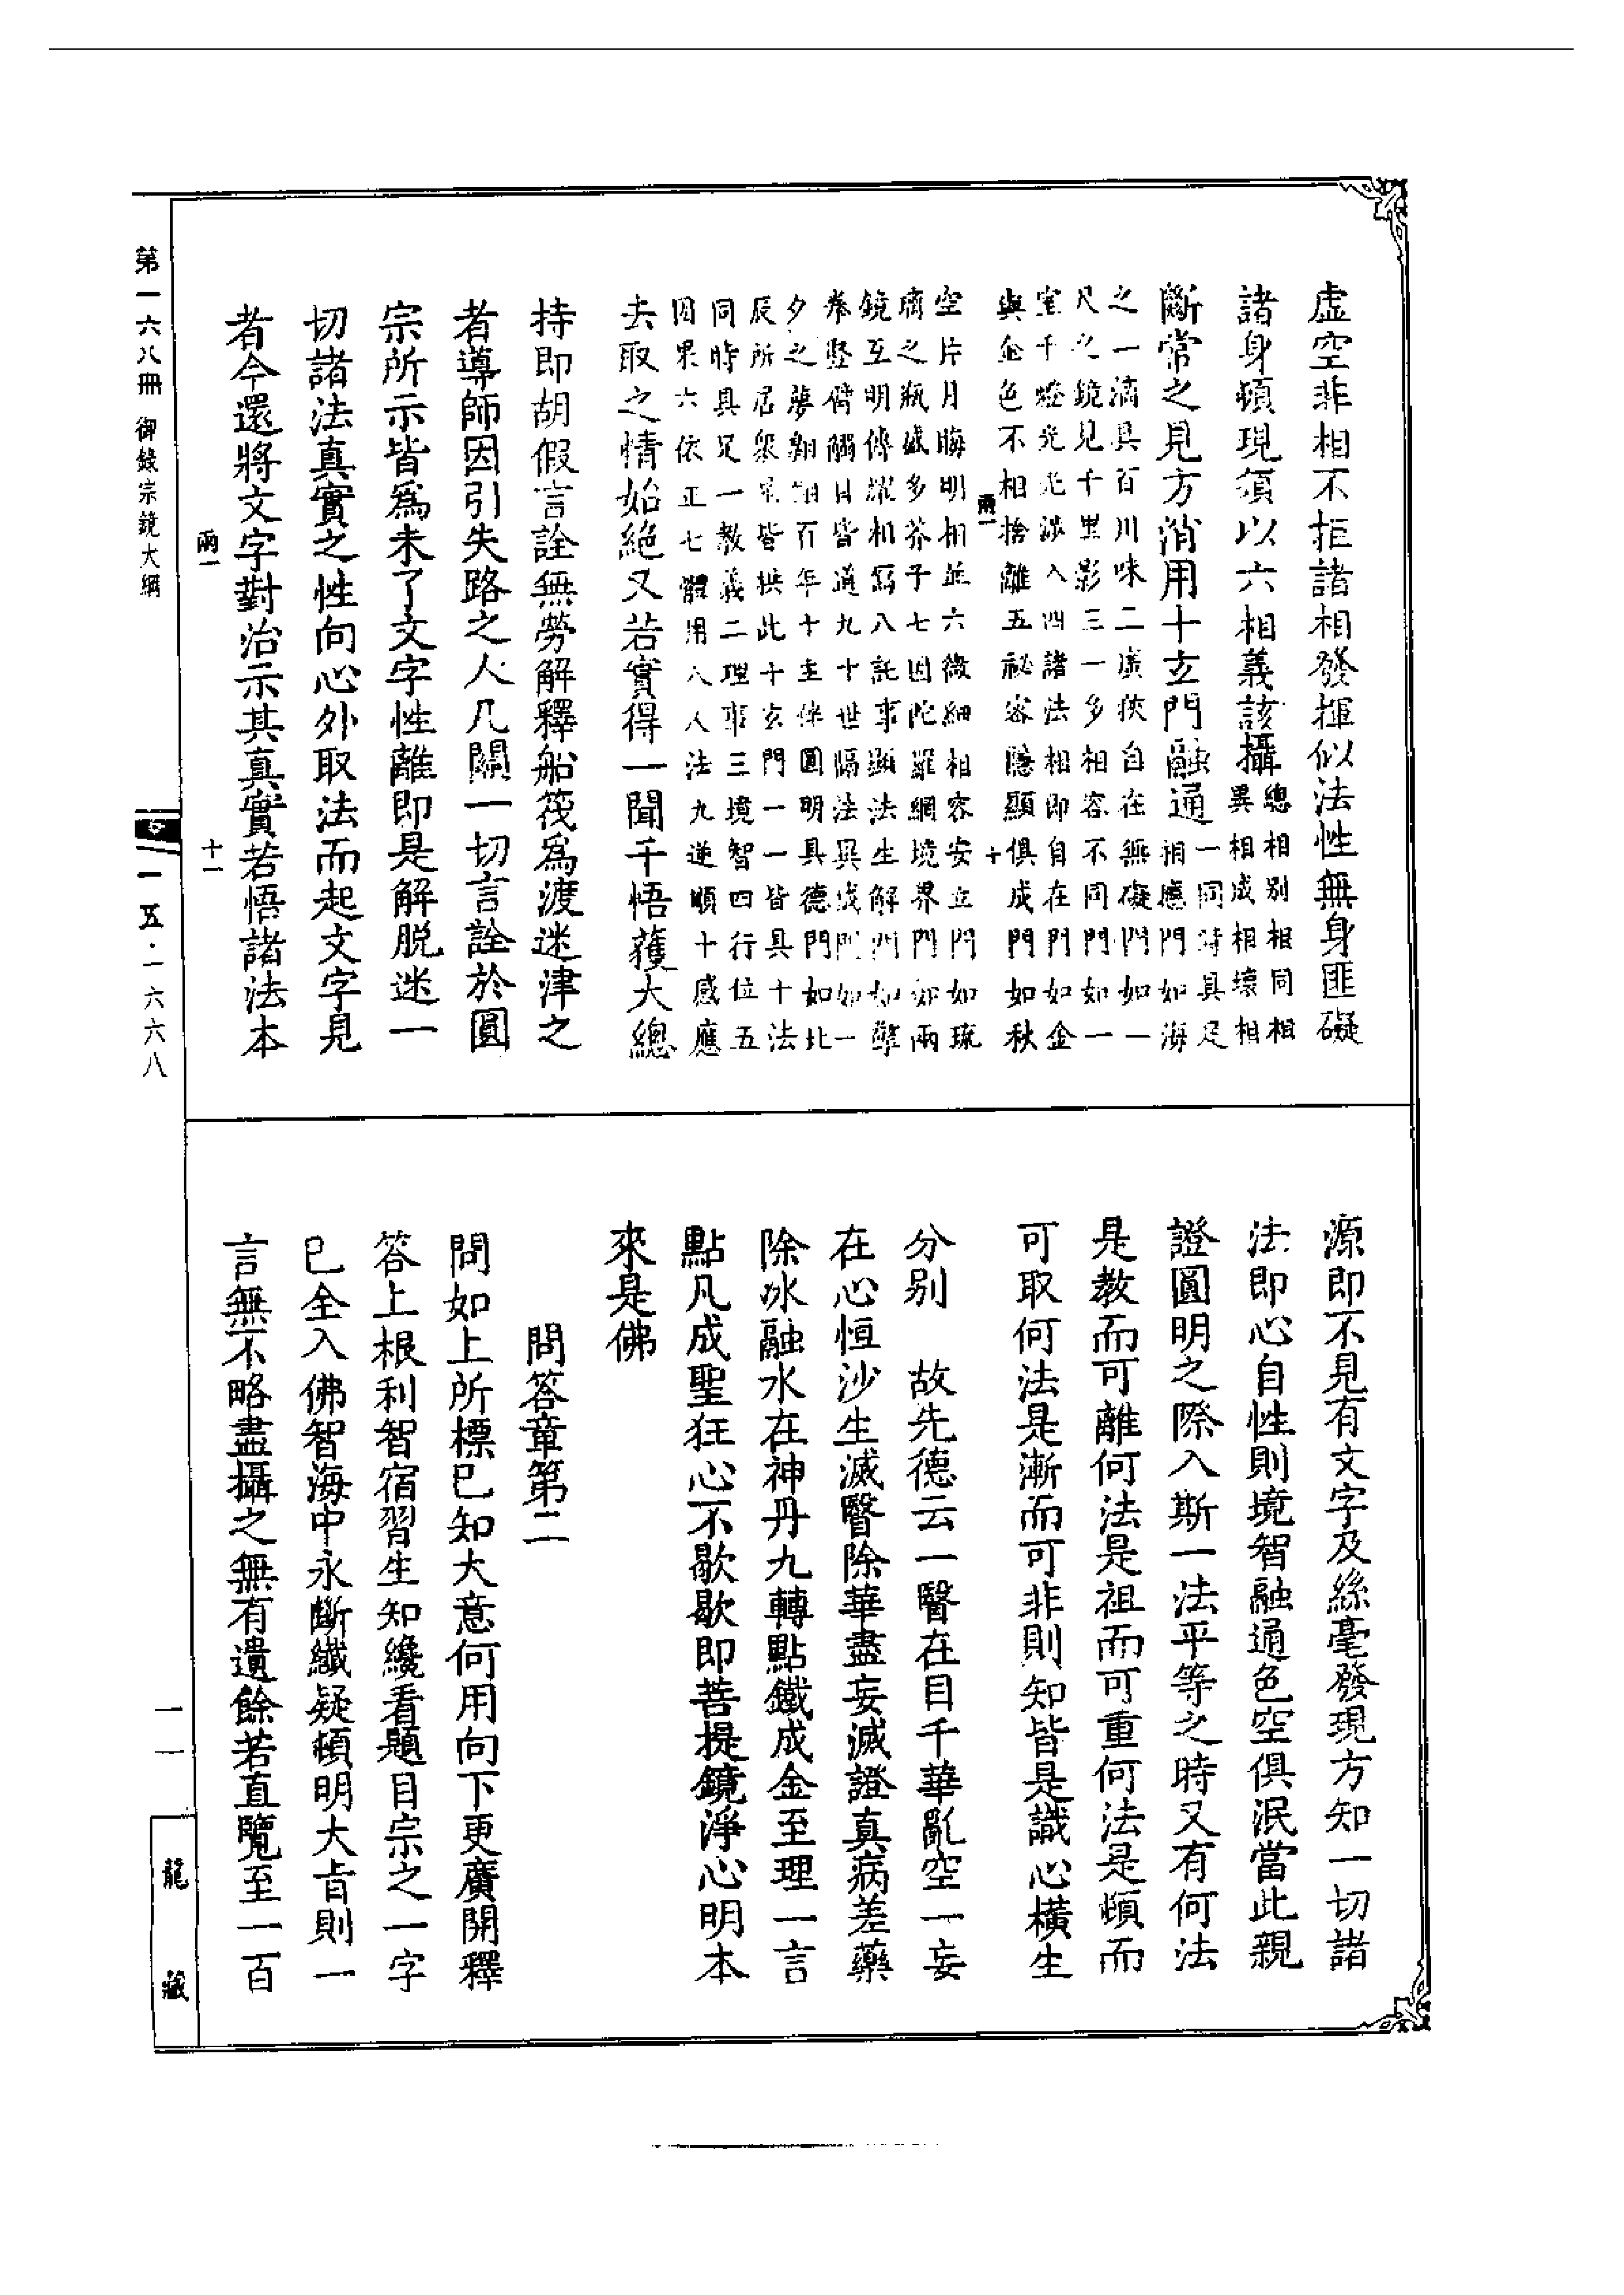 虛空非相不拒諸相發揮似法性無身匪礙
諸身頓現須以六相義該攝
總相別相同相
異相成相壞相
斷常之見方消用十玄門融通
一同時具足
相應門如海
之一滴具百川味二廣狹自在無礙門如一
尺之鏡見千里影三一多相容不同門如一
室千燈光光涉入四諸法相即自在門如金
與金色不相捨離五祕密隱顯俱成門如秋
兩一
十
空片月晦明相並六微細相容安立門如琉
璃之瓶盛多芥子七因陀羅網境界門如兩
鏡互明傳耀相寫八託事顯法生解門如擎
拳豎臂觸目皆道九十世隔法異成門如一
夕之夢翱翔百年十主伴圓明具德門如北
辰所居衆星皆拱此十玄門一一皆具十法
同時具足一教義二理事三境智四行位五
因果六依正七體用八人法九逆順十感應
去取之情始絕又若實得一聞千悟獲大總
持即胡假言詮無勞解釋船筏爲渡迷津之
者導師因引失路之人凡關一切言詮於圓
宗所示皆爲未了文字性離即是解脫迷一
切諸法真實之性向心外取法而起文字見
者今還將文字對治示其真實若悟諸法本
兩一
十一
源即不見有文字及絲毫發現方知一切諸
法即心自性則境智融通色空俱泯當此親
證圓明之際入斯一法平等之時又有何法
是教而可離何法是祖而可重何法是頓而
可取何法是漸而可非則知皆是識心橫生
分別　故先德云一瞖在目千華亂空一妄
在心恒沙生滅瞖除華盡妄滅證真病差藥
除冰融水在神丹九轉點鐵成金至理一言
點凡成聖狂心不歇歇即菩提鏡淨心明本
來是佛
問答章第二
問如上所標已知大意何用向下更廣開釋
答上根利智宿習生知纔看題目宗之一字
已全入佛智海中永斷纖疑頓明大旨則一
言無不略盡攝之無有遺餘若直覽至一百
第一六八冊　御錄宗鏡大綱
一五·一六六八
一一
龍藏